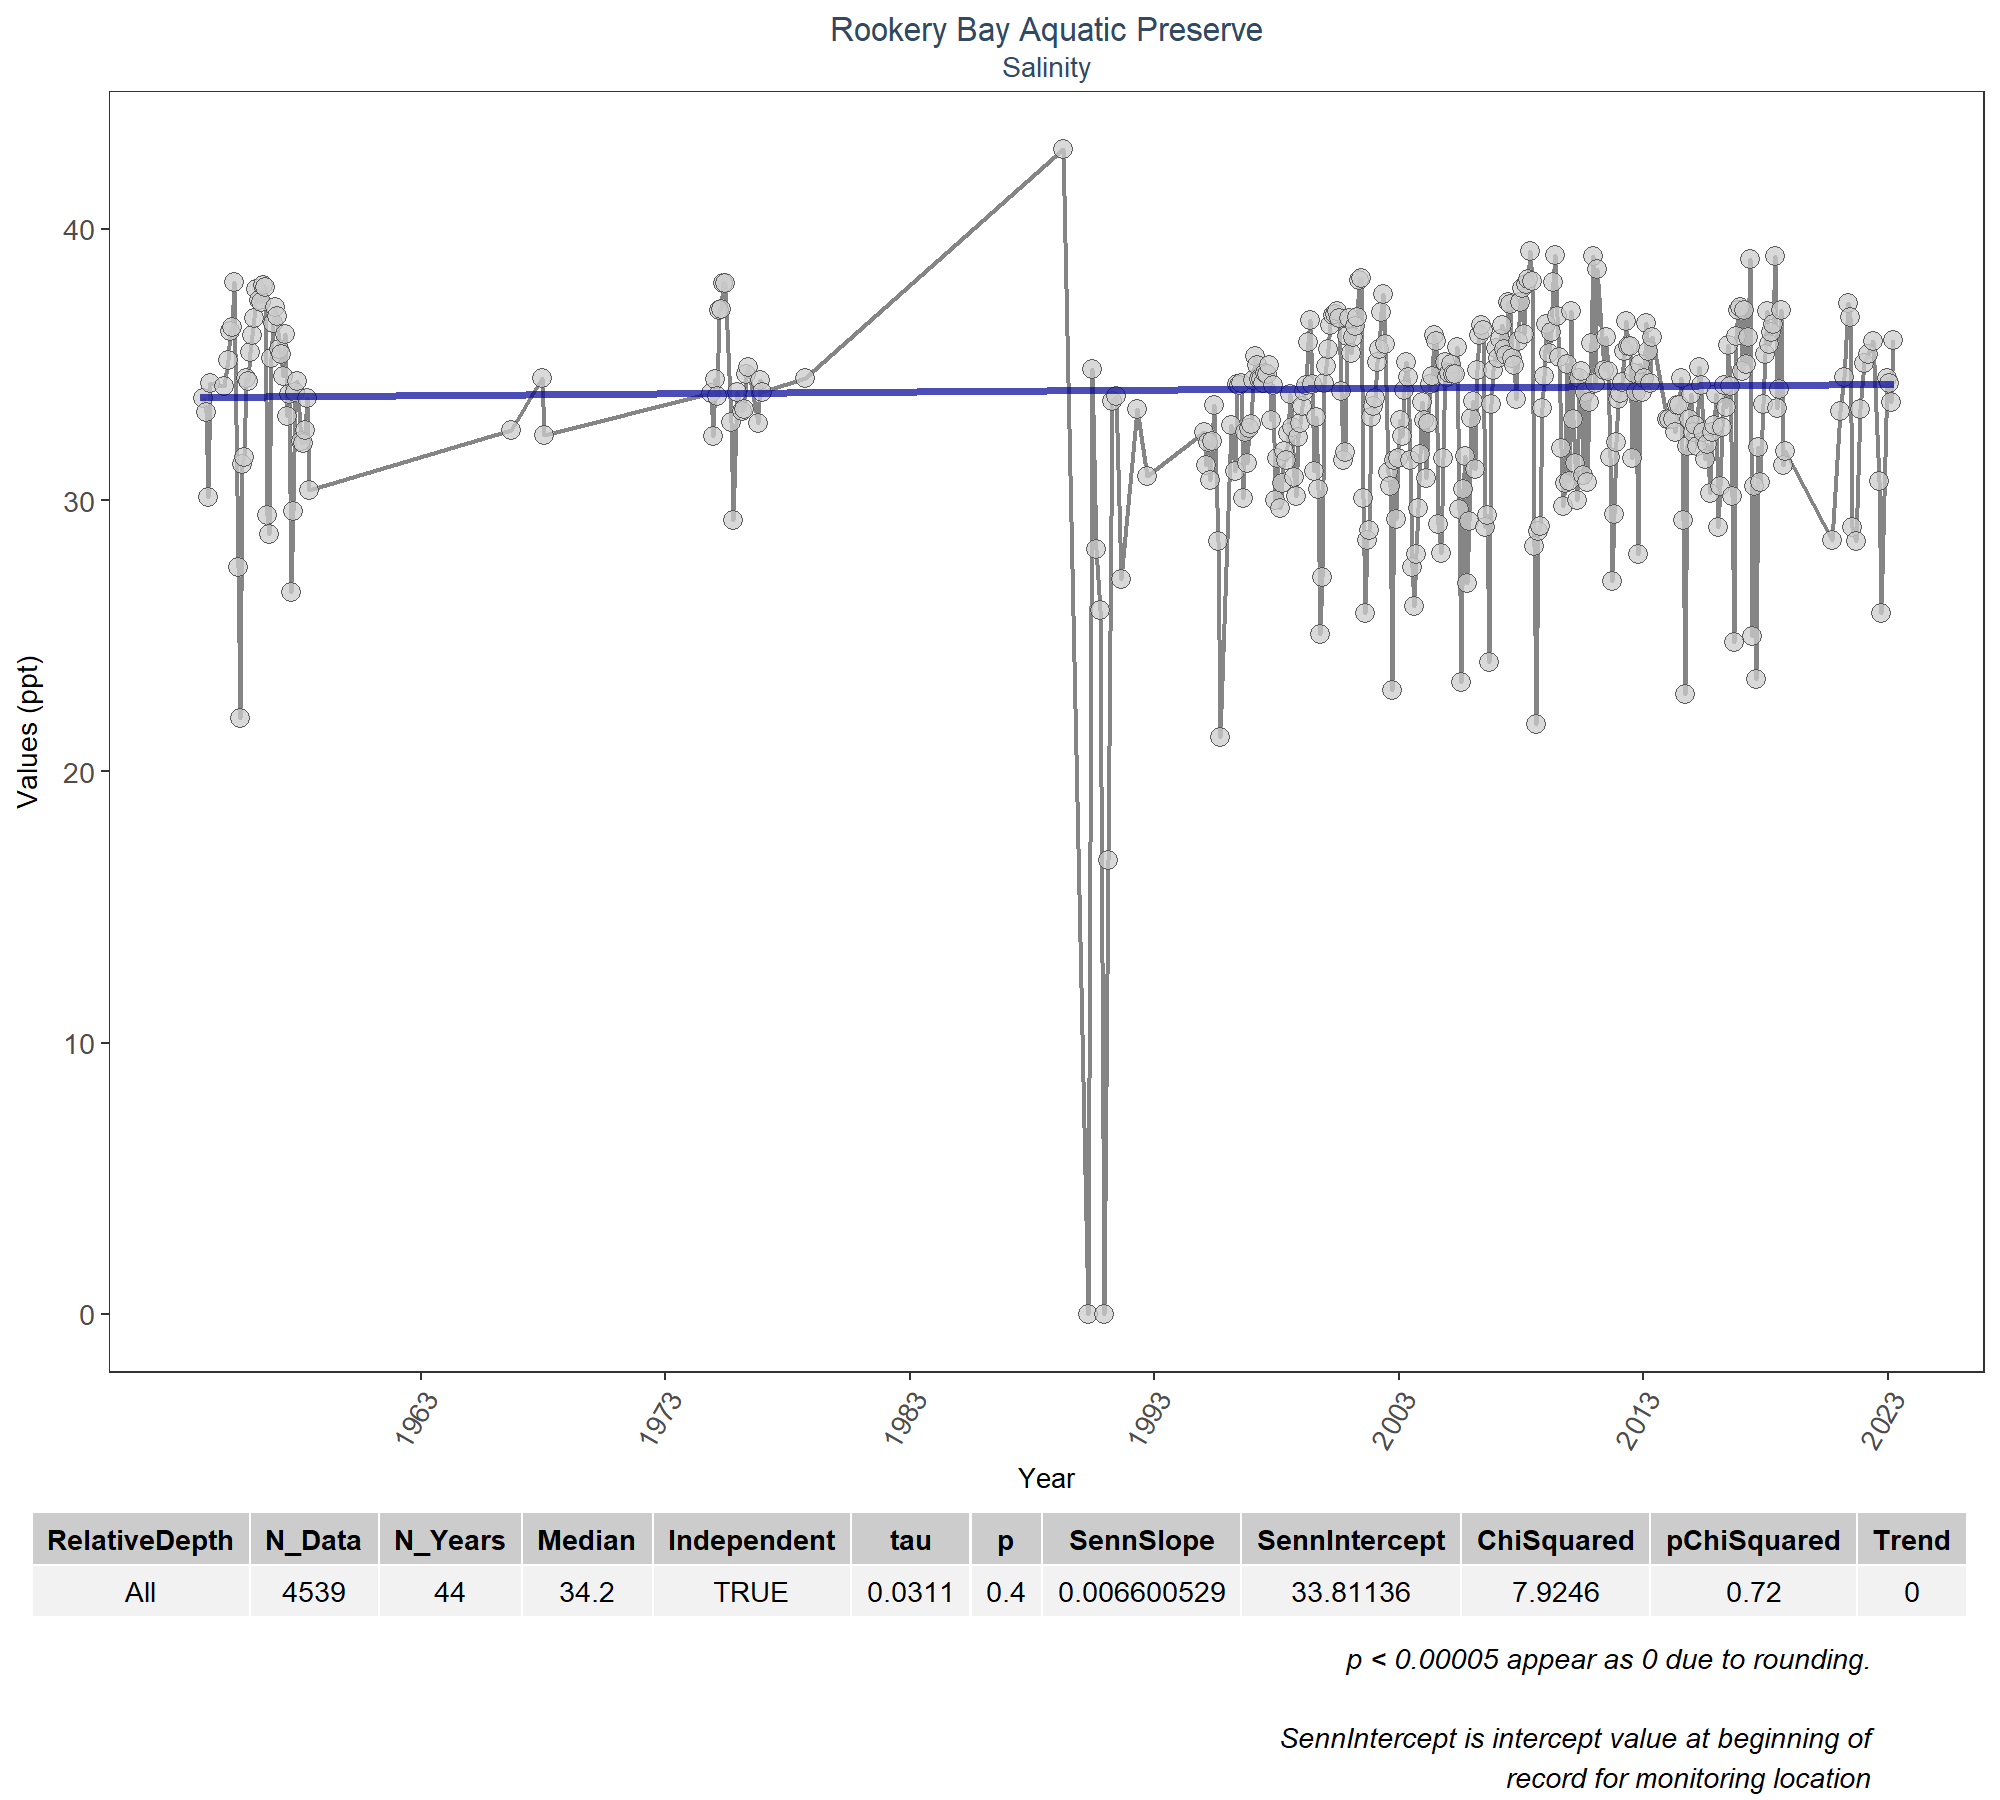 Rookery Bay Aquatic Preserve
Salinity
Values (ppt)
40
30
20
10
0
1963 1973 1983 1993 2003 2013 2023
Year
RelativeDepth N_Data N_Years Median Independent tau p SennSlope SennIntercept ChiSquared pChiSquared Trend
All 4539 44 34.2 TRUE 0.0311 0.4 0.006600529 33.81136 7.9246 0.72 0
p < 0.00005 appear as 0 due to rounding.
SennIntercept is intercept value at beginning of
record for monitoring location